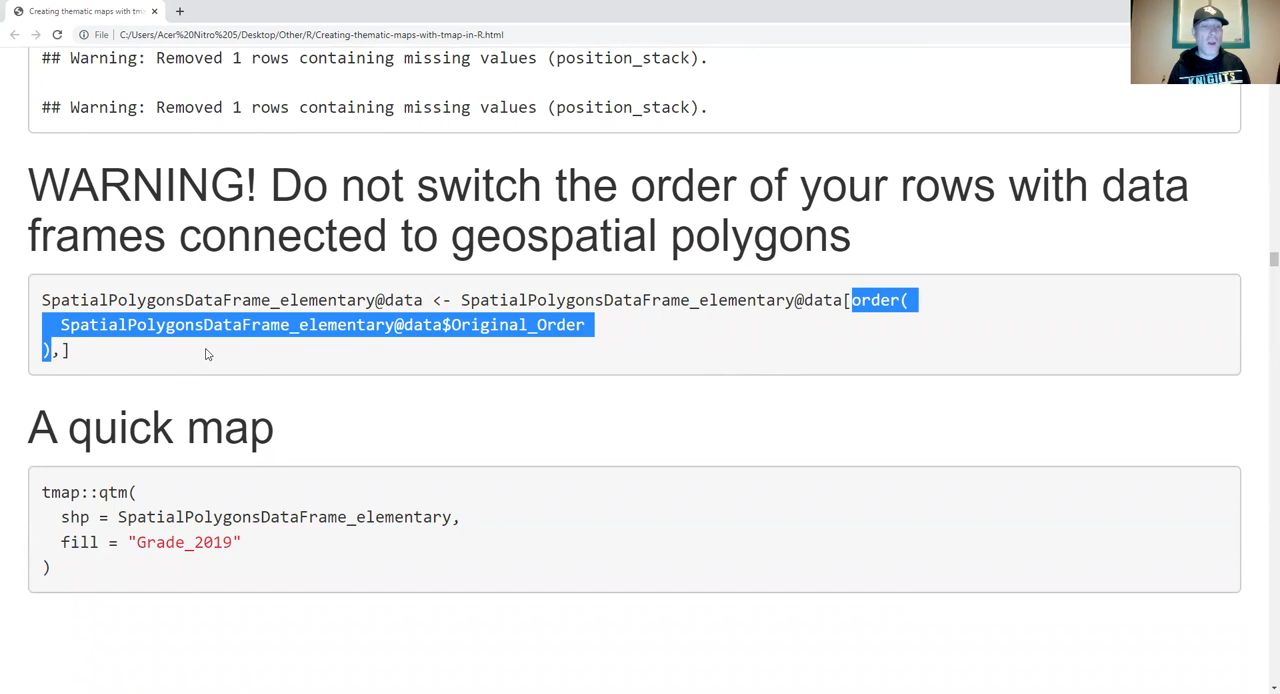 Creating thematic maps with tma
File
C:/Users/Acer%20Nitro%205/Desktop/Other/R/Creating-thematic-maps-with-tmap-in-R.html
## Warning: Removed 1 rows containing missing values (position_stack).
## Warning: Removed 1 rows containing missing values (position_stack).
KNIGHTS
WARNING! Do not switch the order of your rows with data
frames connected to geospatial polygons
SpatialPolygonsDataFrame_elementary@data <- SpatialPolygonsDataFrame_elementary@data[order(
SpatialPolygonsDataFrame_elementary@data$Original_Order
),]
A quick map
tmap::qtm(
shp = SpatialPolygonsDataFrame_elementary,
fill = "Grade_2019"
)